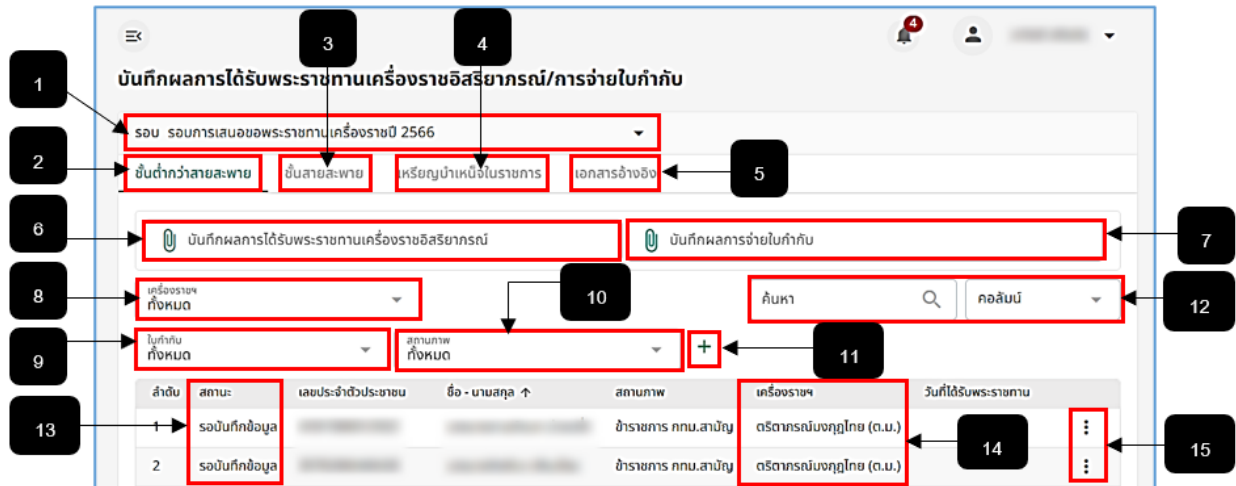 4
3
4
บันทึกผลการได้รับพระราชทานเครื่องราชอิสริยาภรณ์/การจ่ายใบกำกับ
1
รอบ รอบการเสนอขอพระราชทานเครื่องราชปี 2566
2
ชั้นต่ำกว่าสายสะพาย ชั้นสายสะพาย เหรียญบำเหน็จในราชการ เอกสารอ้างอิง
5
6
บันทึกผลการได้รับพระราชทานเครื่องราชอิสริยาภรณ์ บันทึกผลการจ่ายใบกำกับ
7
8
เครื่องราชฯ
ทั้งหมด
10
ค้นหา คอลัมน์
12
9
ใบกำกับ
ทั้งหมด
สถานภาพ
ทั้งหมด
+
11
ลำดับ สถานะ เลขประจำตัวประชาชน ชื่อ - นามสกุล ↑ สถานภาพ เครื่องราชฯ วันที่ได้รับพระราชทาน
13
1 รอบันทึกข้อมูล ข้าราชการ กทม.สามัญ ตริตาภรณ์มงกุฎไทย (ต.ม.)
14
15
2 รอบันทึกข้อมูล ข้าราชการ กทม.สามัญ ตริตาภรณ์มงกุฎไทย (ต.ม.)